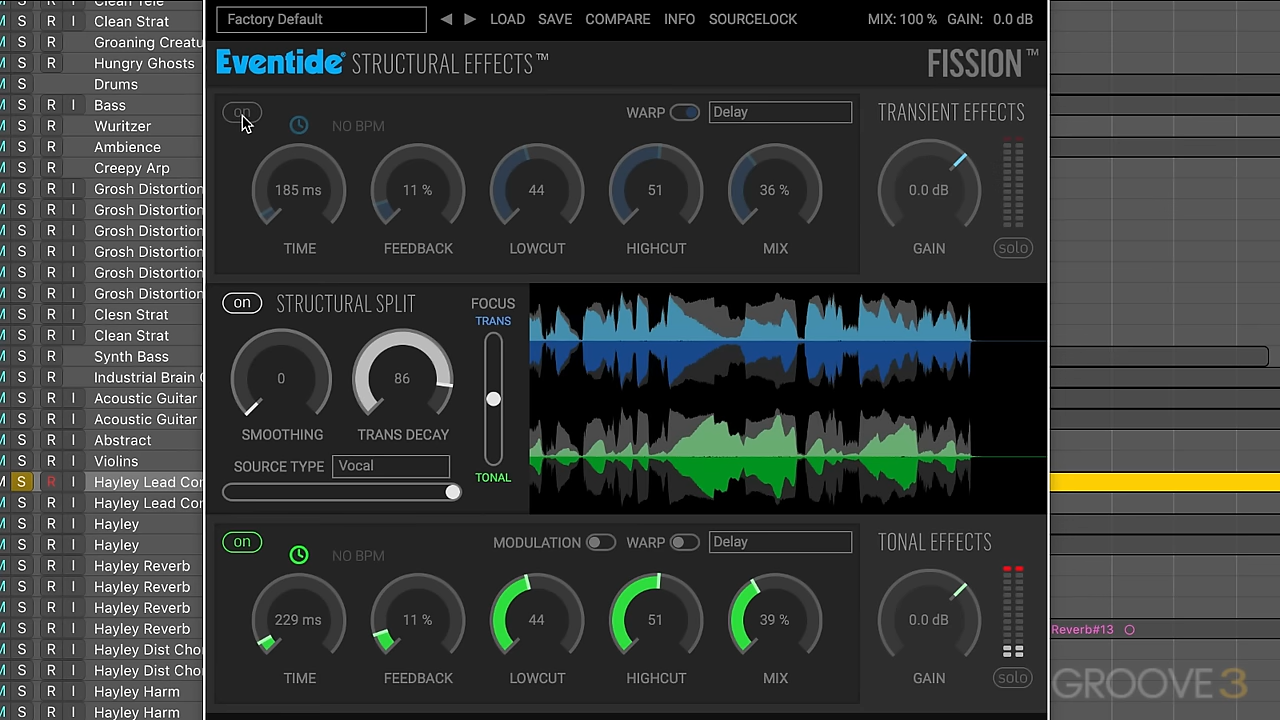 Factory Default
LOAD SAVE COMPARE INFO SOURCELOCK
MIX: 100 % GAIN: 0.0 dB
Eventide® STRUCTURAL EFFECTS™
FISSION™
on
NO BPM
WARP
Delay
TRANSIENT EFFECTS
185 ms 11 % 44 51 36 % 0.0 dB
TIME FEEDBACK LOWCUT HIGHCUT MIX GAIN solo
on
STRUCTURAL SPLIT
FOCUS
TRANS
0 86
SMOOTHING TRANS DECAY
SOURCE TYPE Vocal
TONAL
on
NO BPM
MODULATION WARP
Delay
TONAL EFFECTS
229 ms 11 % 44 51 39 % 0.0 dB
TIME FEEDBACK LOWCUT HIGHCUT MIX GAIN solo
S R Clean Strat
S R Groaning Creatu
S R Hungry Ghosts
S Drums
S R I Bass
S R Wuritzer
S R Ambience
S R Creepy Arp
S R I Grosh Distortion
S R I Grosh Distortion
S R I Grosh Distortion
S R I Grosh Distortion
S R I Grosh Distortion
S R I Grosh Distortion
S R I Clesn Strat
S R I Clean Strat
S R Synth Bass
S R I Industrial Brain
S R I Acoustic Guitar
S R I Acoustic Guitar
S R I Abstract
S R I Violins
M S R I Hayley Lead Cor
S R I Hayley Lead Cor
S R I Hayley
S R I Hayley
S R I Hayley Reverb
S R I Hayley Reverb
S R I Hayley Reverb
S R I Hayley Reverb
S R I Hayley Dist Cho
S R I Hayley Dist Cho
S R I Hayley Harm
S R I Hayley Harm
Reverb#13
GROOVE 3